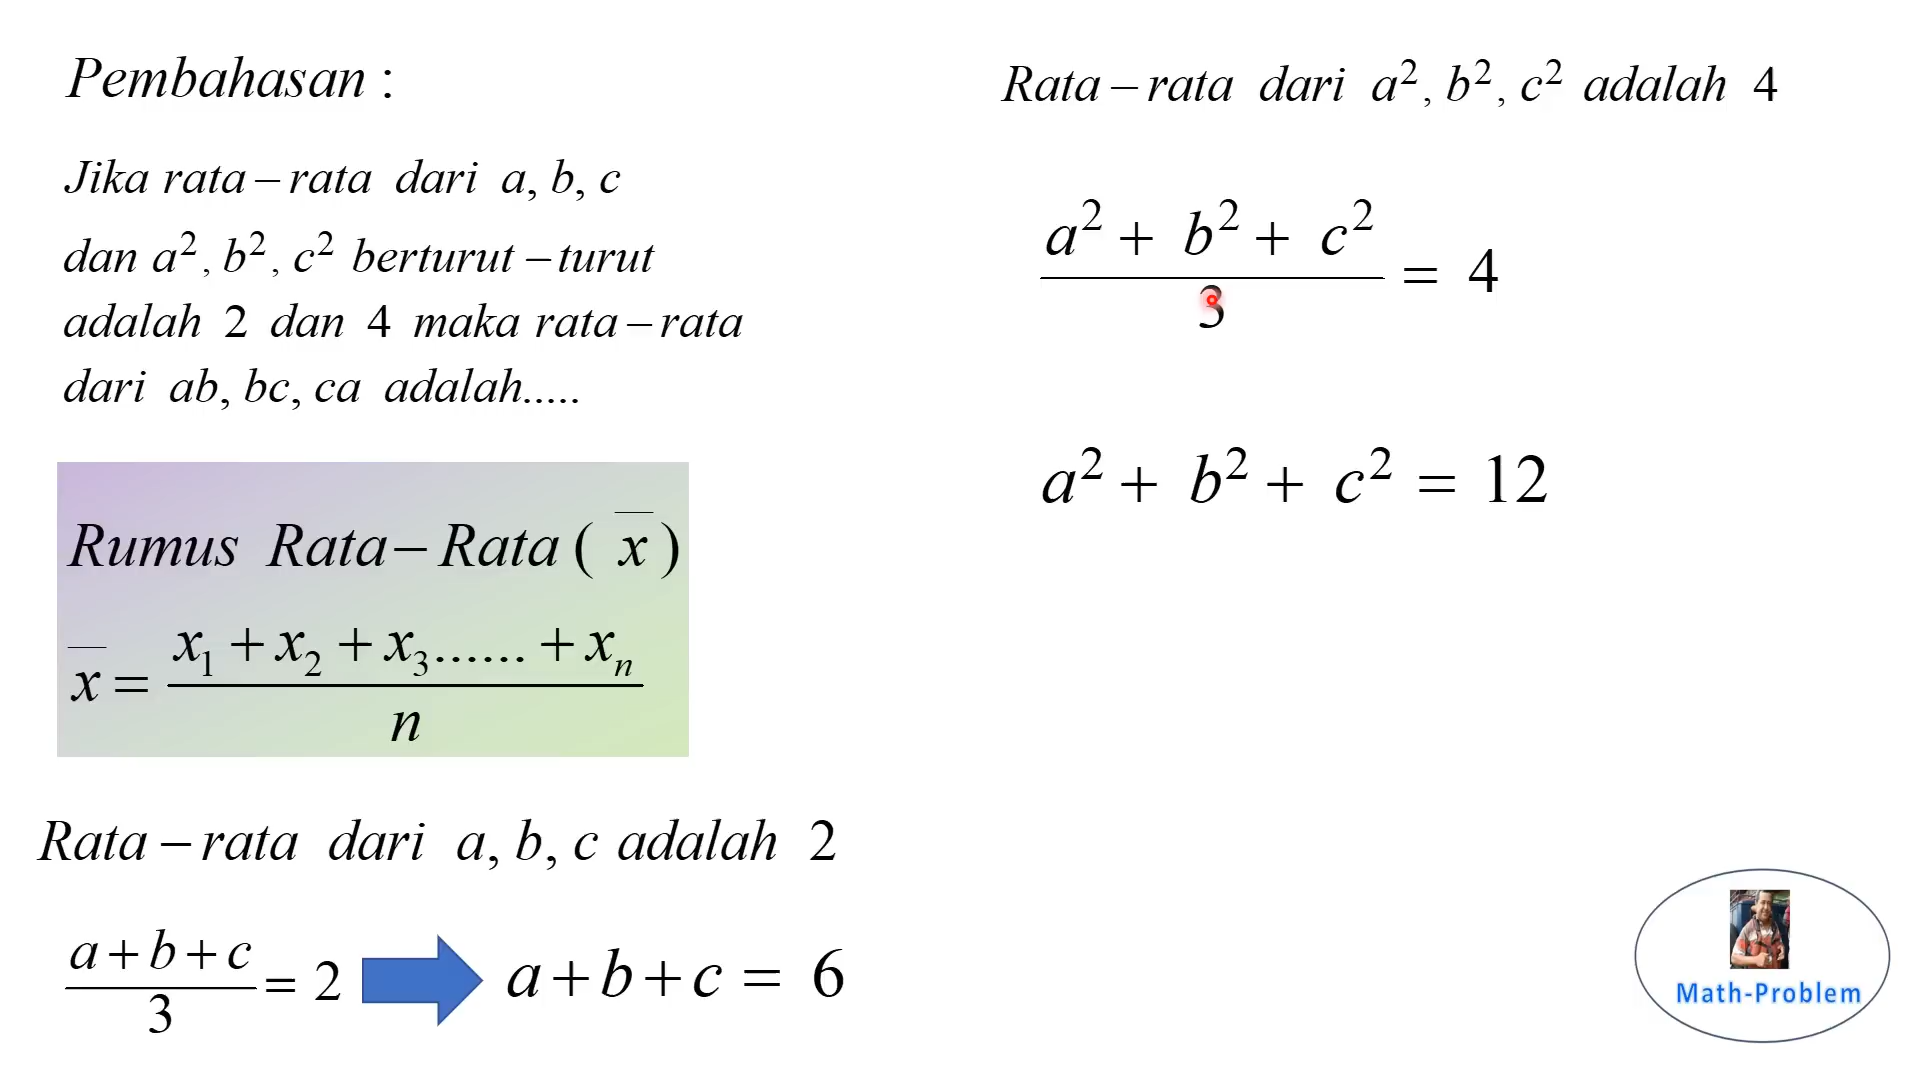 Pembahasan :
Jika rata – rata dari a, b, c
dan a², b², c² berturut – turut
adalah 2 dan 4 maka rata – rata
dari ab, bc, ca adalah.....
Rumus Rata – Rata ( x̅ )
x̅ = (x₁ + x₂ + x₃...... + xₙ) / n
Rata – rata dari a, b, c adalah 2
(a + b + c) / 3 = 2
a + b + c = 6
Rata – rata dari a², b², c² adalah 4
(a² + b² + c²) / 3 = 4
a² + b² + c² = 12
Math-Problem